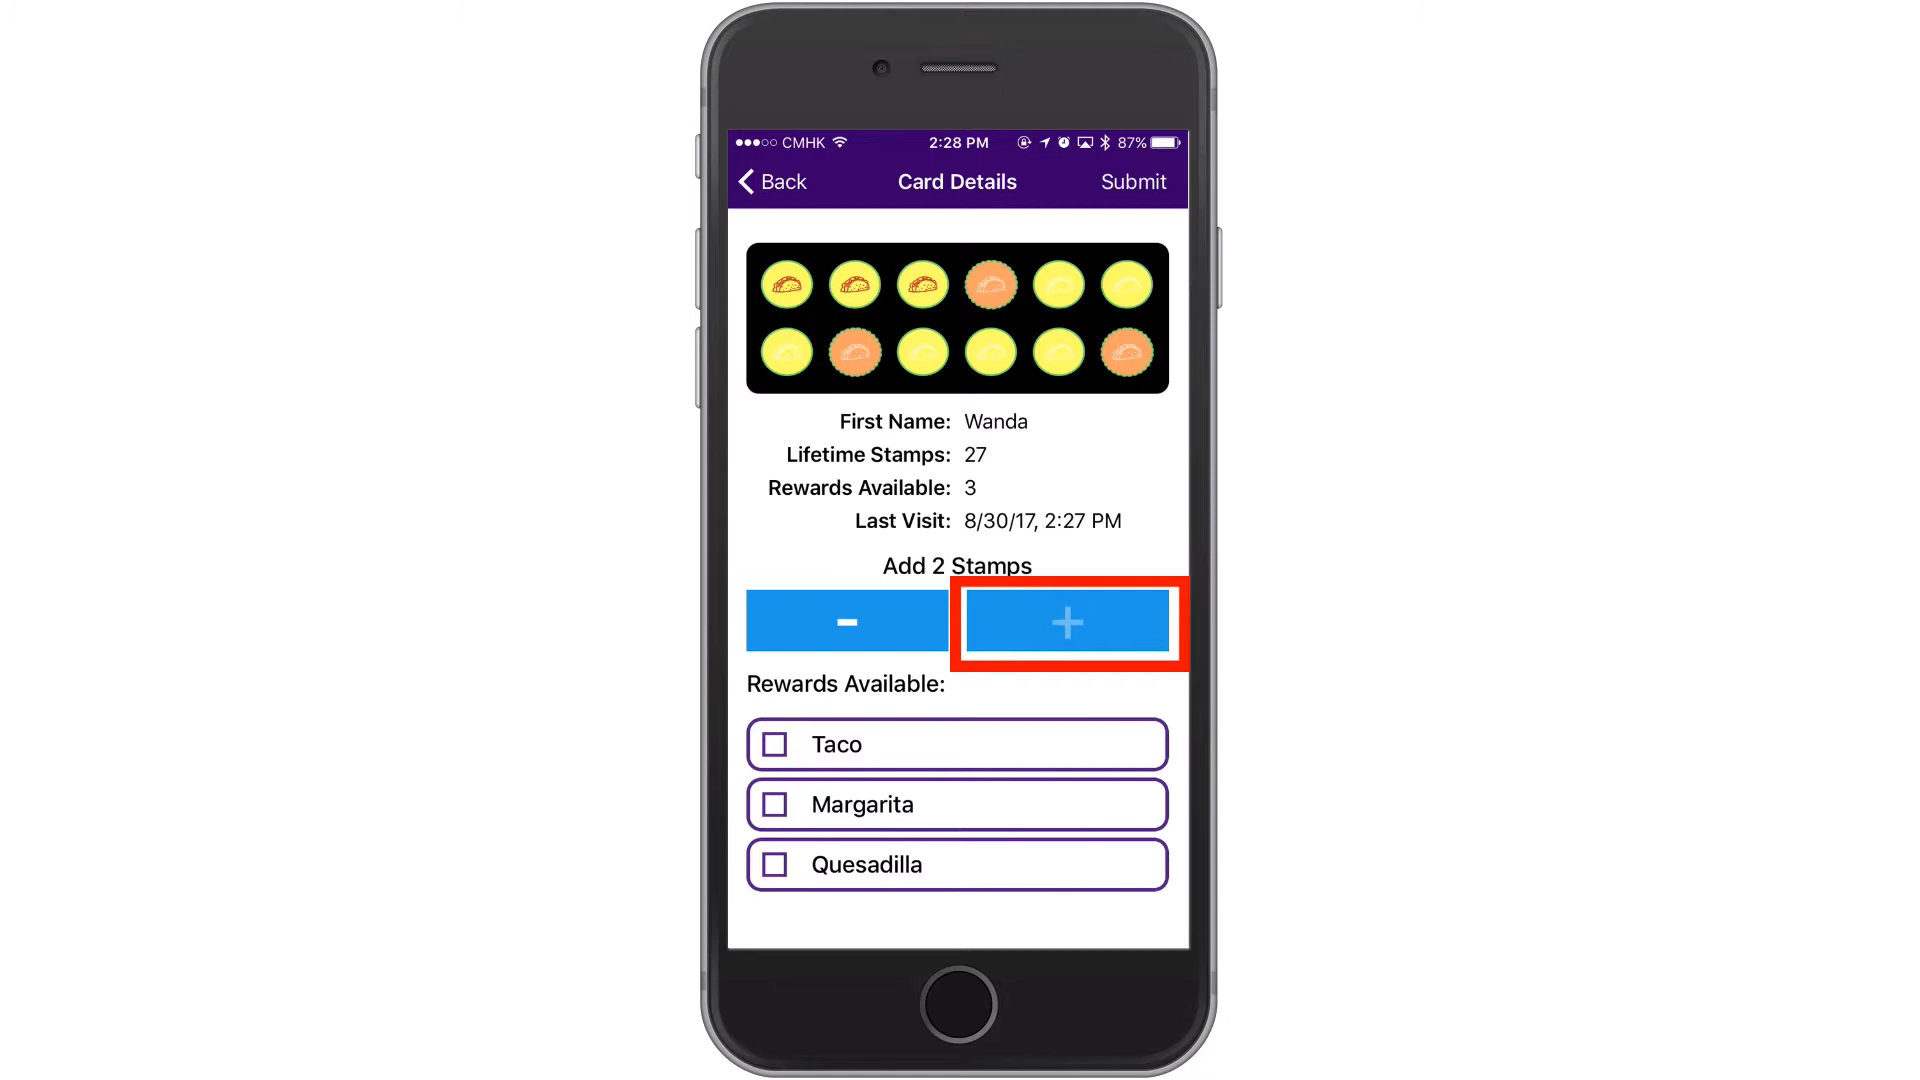 CMHK 2:28 PM 87%
Back Card Details Submit
First Name: Wanda
Lifetime Stamps: 27
Rewards Available: 3
Last Visit: 8/30/17, 2:27 PM
Add 2 Stamps
- +
Rewards Available:
Taco
Margarita
Quesadilla